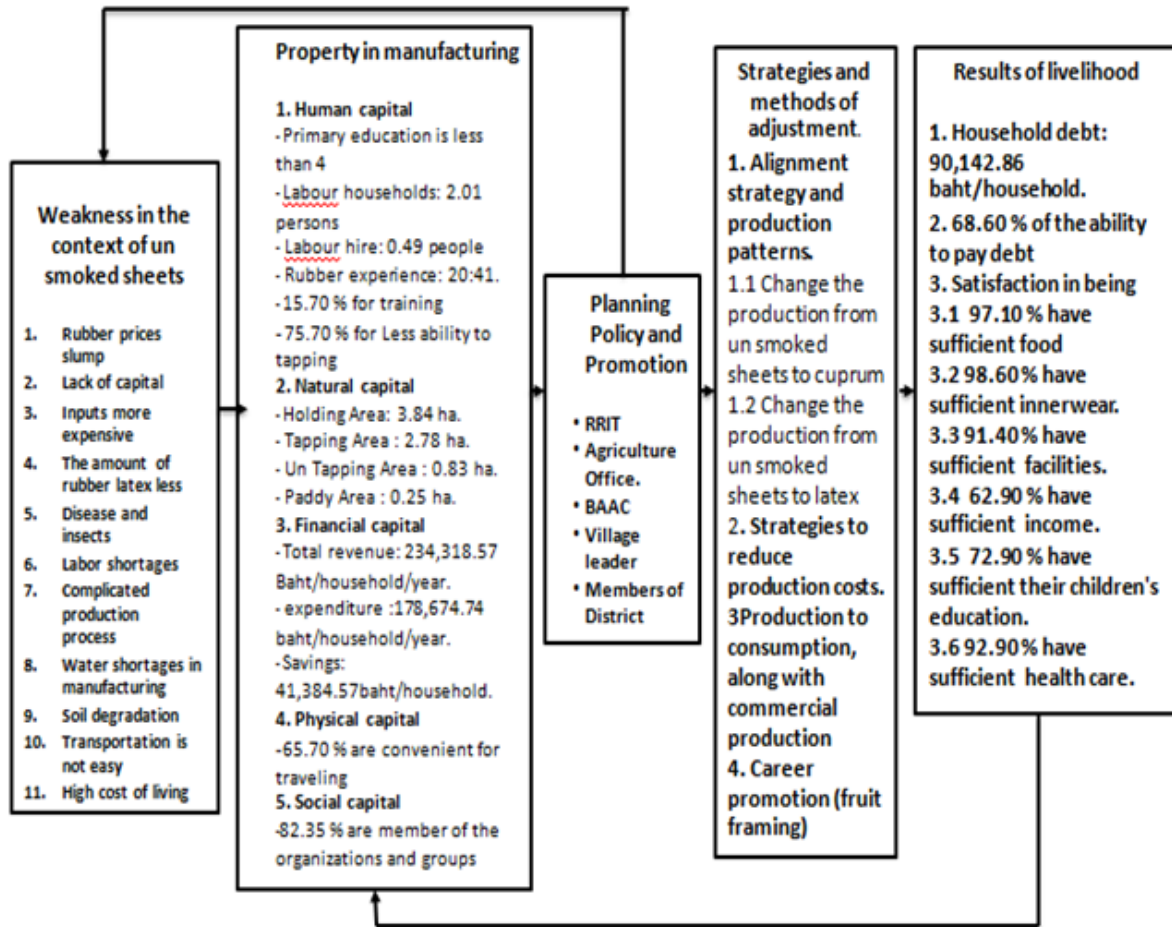 Weakness in the
context of un
smoked sheets
1. Rubber prices
slump
2. Lack of capital
3. Inputs more
expensive
4. The amount of
rubber latex less
5. Disease and
insects
6. Labor shortages
7. Complicated
production
process
8. Water shortages in
manufacturing
9. Soil degradation
10. Transportation is
not easy
11. High cost of living
Property in manufacturing
1. Human capital
-Primary education is less
than 4
-Labour households: 2.01
persons
- Labour hire: 0.49 people
- Rubber experience: 20:41.
-15.70 % for training
-75.70 % for Less ability to
tapping
2. Natural capital
-Holding Area: 3.84 ha.
- Tapping Area : 2.78 ha.
- Un Tapping Area : 0.83 ha.
- Paddy Area : 0.25 ha.
3. Financial capital
-Total revenue: 234,318.57
Baht/household/year.
- expenditure :178,674.74
baht/household/year.
-Savings:
41,384.57baht/household.
4. Physical capital
-65.70 % are convenient for
traveling
5. Social capital
-82.35 % are member of the
organizations and groups
Planning
Policy and
Promotion
• RRIT
• Agriculture
Office.
• BAAC
• Village
leader
• Members of
District
Strategies and
methods of
adjustment.
1. Alignment
strategy and
production
patterns.
1.1 Change the
production from
un smoked
sheets to cuprum
1.2 Change the
production from
un smoked
sheets to latex
2. Strategies to
reduce
production costs.
3Production to
consumption,
along with
commercial
production
4. Career
promotion (fruit
framing)
Results of livelihood
1. Household debt:
90,142.86
baht/household.
2. 68.60 % of the ability
to pay debt
3. Satisfaction in being
3.1 97.10 % have
sufficient food
3.2 98.60 % have
sufficient innerwear.
3.3 91.40 % have
sufficient facilities.
3.4 62.90 % have
sufficient income.
3.5 72.90 % have
sufficient their children's
education.
3.6 92.90 % have
sufficient health care.